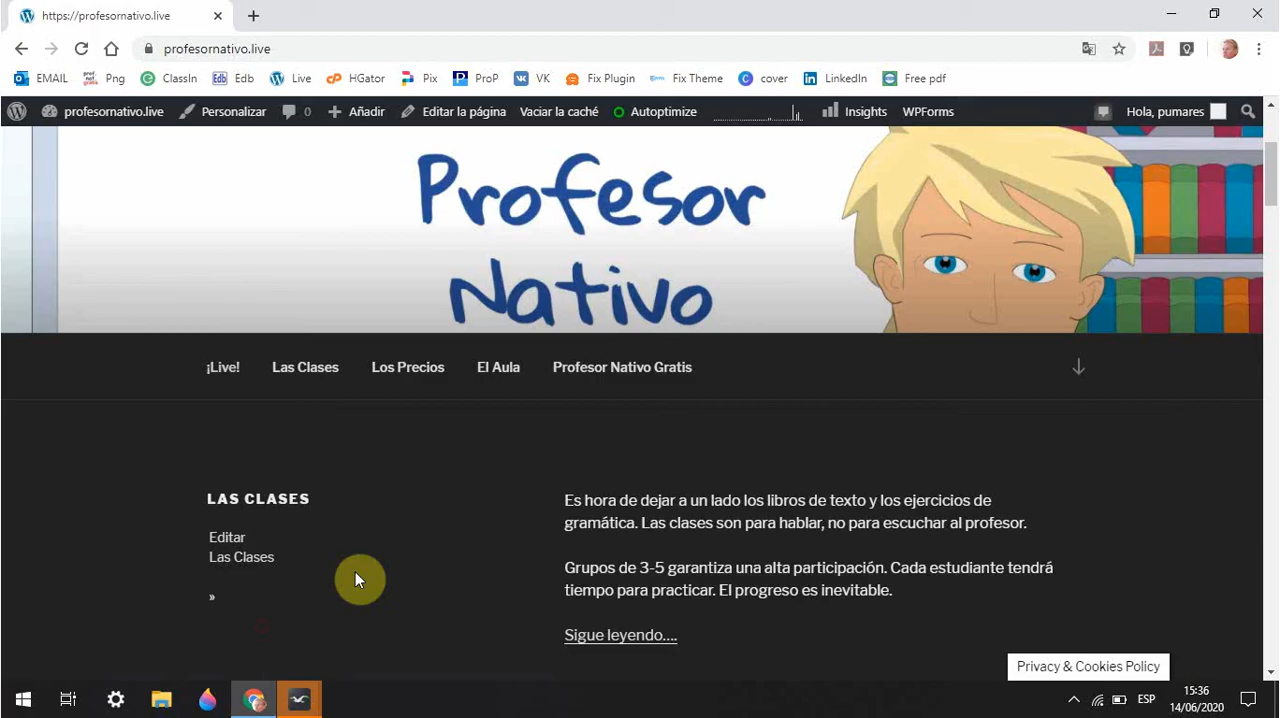 https://profesornativo.live
profesornativo.live
EMAIL Png ClassIn Edb Live HGator Pix ProP VK Fix Plugin Fix Theme cover LinkedIn Free pdf
profesornativo.live Personalizar 0 Añadir Editar la página Vaciar la caché Autoptimize Insights WPForms Hola, pumares
Profesor
Nativo
¡Live! Las Clases Los Precios El Aula Profesor Nativo Gratis
LAS CLASES
Editar
Las Clases
»
Es hora de dejar a un lado los libros de texto y los ejercicios de
gramática. Las clases son para hablar, no para escuchar al profesor.
Grupos de 3-5 garantiza una alta participación. Cada estudiante tendrá
tiempo para practicar. El progreso es inevitable.
Sigue leyendo....
Privacy & Cookies Policy
ESP
15:36
14/06/2020